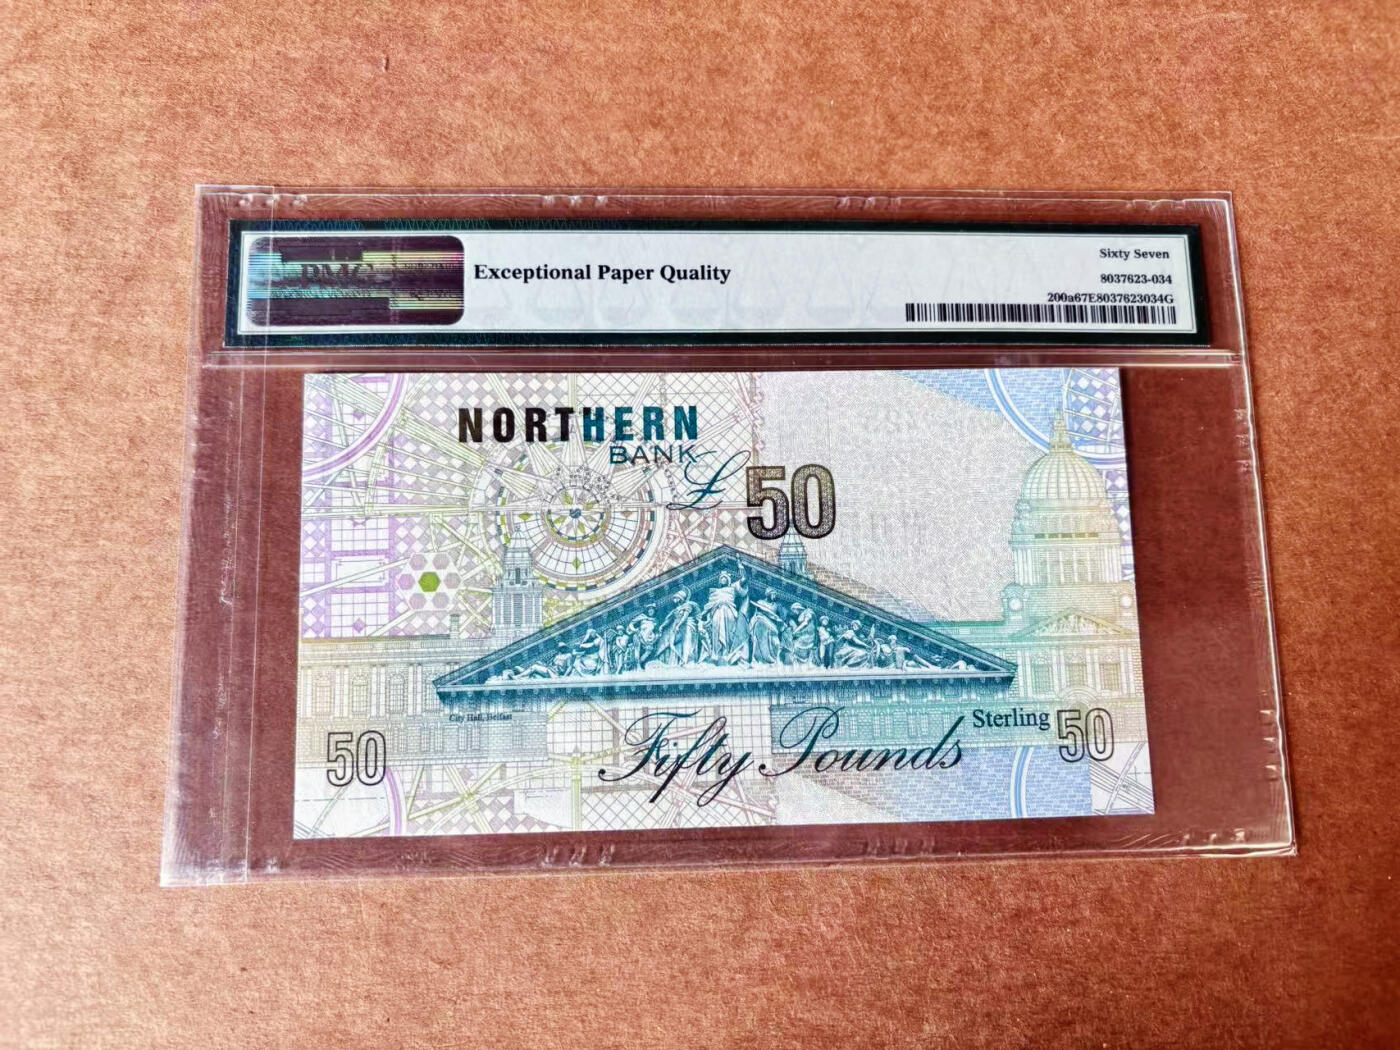 PMG
Exceptional Paper Quality
Sixty Seven
8037623-034
200a67E8037623034G
NORTHERN
BANK
£50
City Hall, Belfast
Fifty Pounds Sterling
50
50